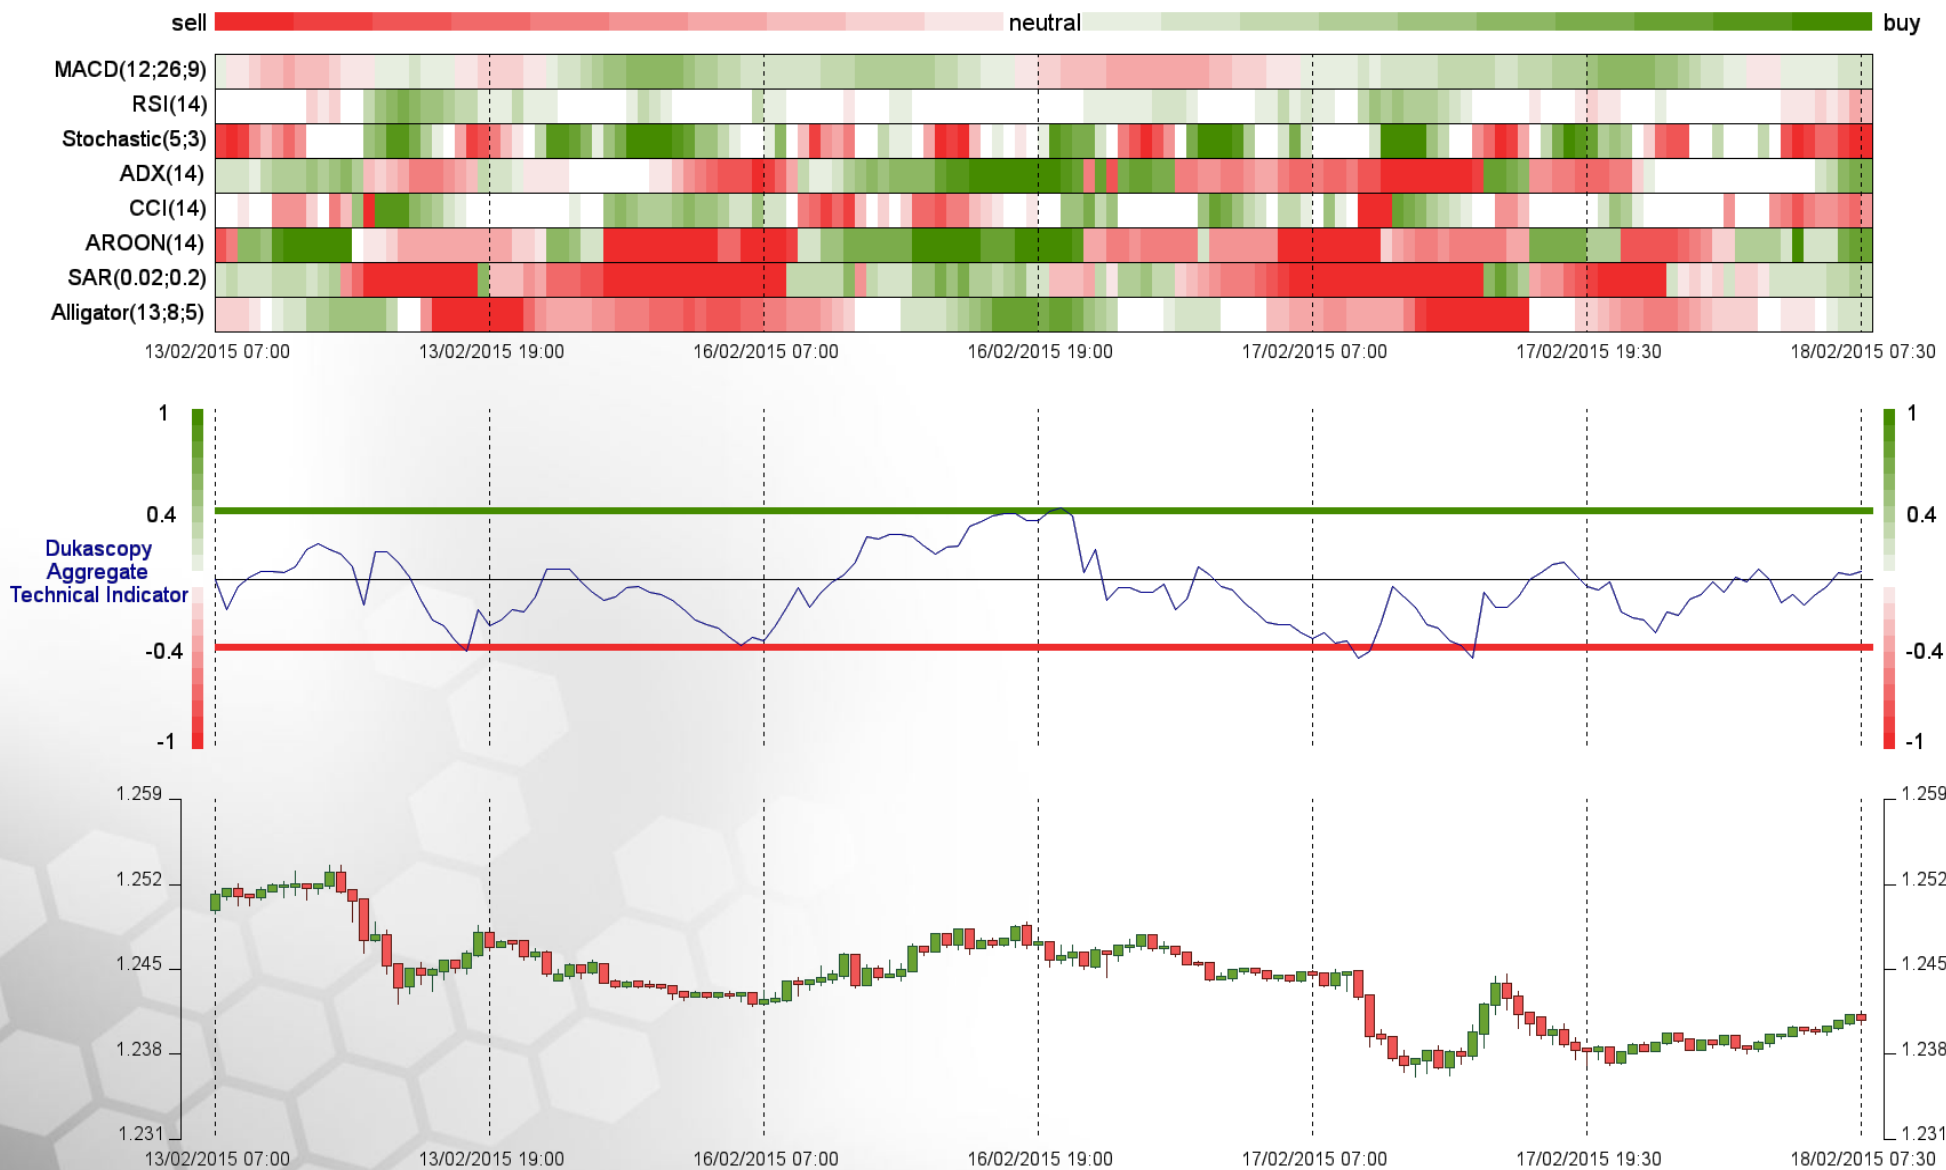 sell neutral buy
MACD(12;26;9)
RSI(14)
Stochastic(5;3)
ADX(14)
CCI(14)
AROON(14)
SAR(0.02;0.2)
Alligator(13;8;5)
13/02/2015 07:00 13/02/2015 19:00 16/02/2015 07:00 16/02/2015 19:00 17/02/2015 07:00 17/02/2015 19:30 18/02/2015 07:30
1 1
0.4 0.4
Dukascopy
Aggregate
Technical Indicator
-0.4 -0.4
-1 -1
1.259 1.259
1.252 1.252
1.245 1.245
1.238 1.238
1.231 1.231
13/02/2015 07:00 13/02/2015 19:00 16/02/2015 07:00 16/02/2015 19:00 17/02/2015 07:00 17/02/2015 19:30 18/02/2015 07:30